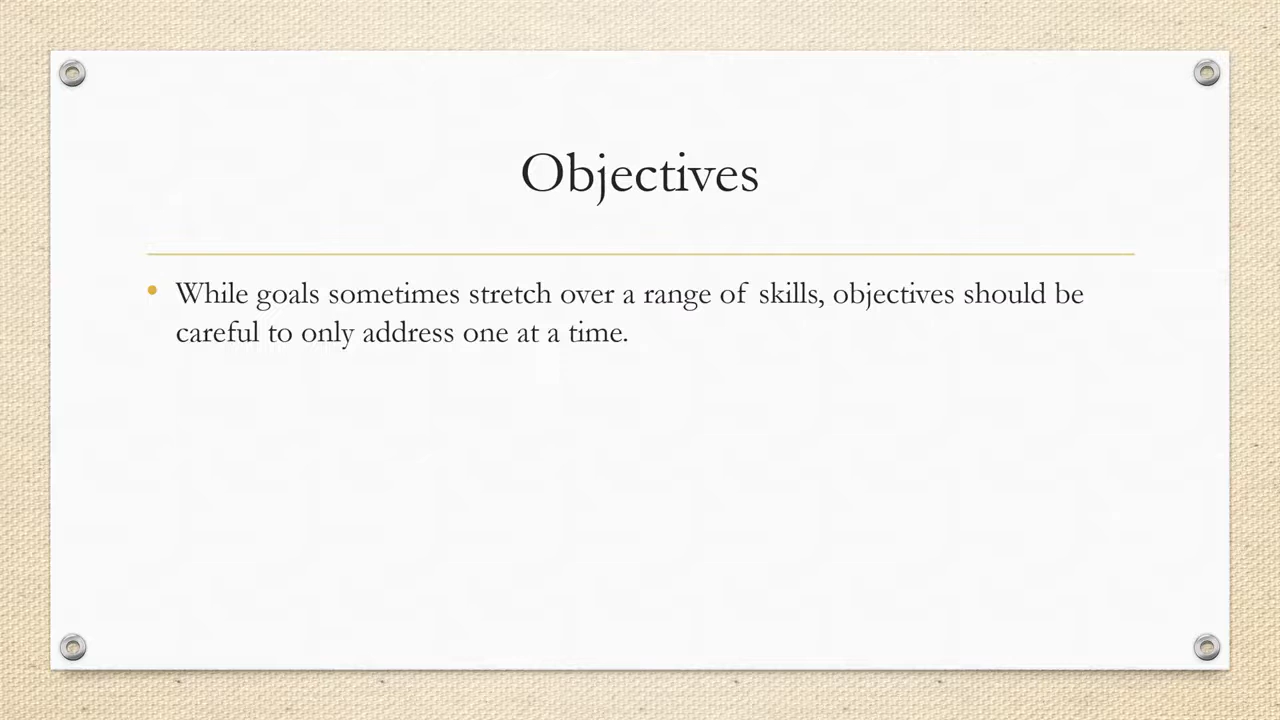 Objectives
• While goals sometimes stretch over a range of skills, objectives should be
careful to only address one at a time.